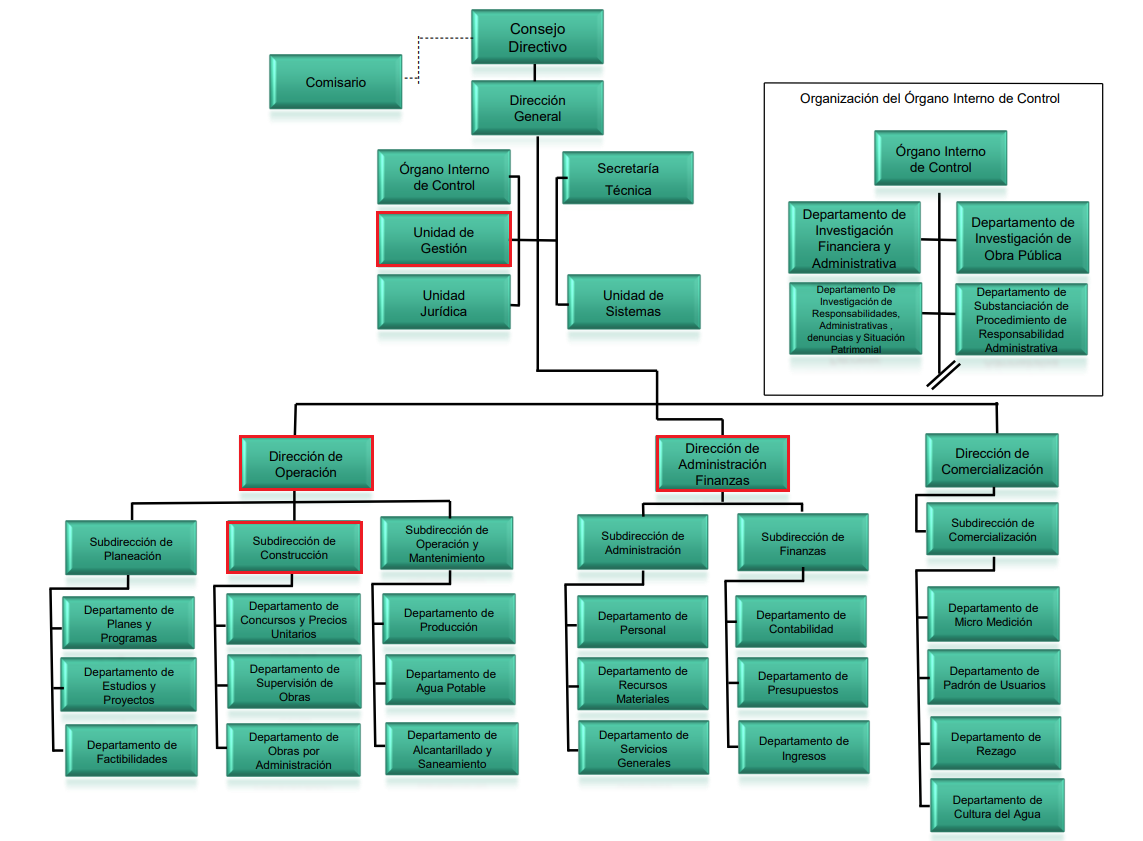 Consejo
Directivo
Comisario
Dirección
General
Organización del Órgano Interno de Control
Órgano Interno
de Control
Departamento de
Investigación
Financiera y
Administrativa
Departamento de
Investigación de
Obra Pública
Departamento De
Investigación de
Responsabilidades,
Administrativas ,
denuncias y Situación
Patrimonial
Departamento de
Substanciación de
Procedimiento de
Responsabilidad
Administrativa
Órgano Interno
de Control
Secretaría
Técnica
Unidad de
Gestión
Unidad
Jurídica
Unidad de
Sistemas
Dirección de
Operación
Dirección de
Administración
Finanzas
Dirección de
Comercialización
Subdirección de
Planeación
Subdirección de
Construcción
Subdirección de
Operación y
Mantenimiento
Subdirección de
Administración
Subdirección de
Finanzas
Subdirección de
Comercialización
Departamento de
Planes y
Programas
Departamento de
Concursos y Precios
Unitarios
Departamento de
Producción
Departamento de
Personal
Departamento de
Contabilidad
Departamento de
Micro Medición
Departamento de
Estudios y
Proyectos
Departamento de
Supervisión de
Obras
Departamento de
Agua Potable
Departamento de
Recursos
Materiales
Departamento de
Presupuestos
Departamento de
Padrón de Usuarios
Departamento de
Factibilidades
Departamento de
Obras por
Administración
Departamento de
Alcantarillado y
Saneamiento
Departamento de
Servicios
Generales
Departamento de
Ingresos
Departamento de
Rezago
Departamento de
Cultura del Agua